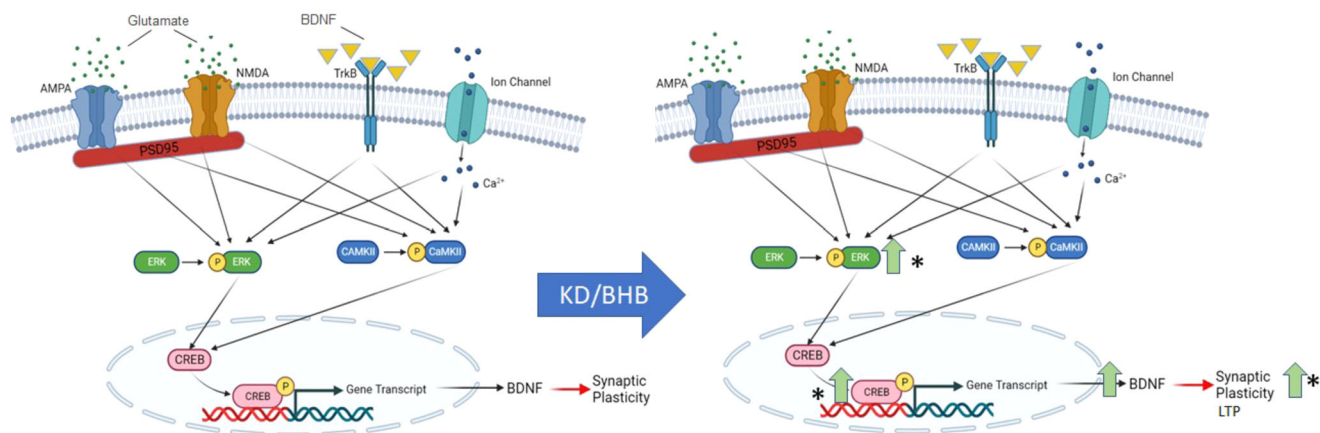 Glutamate
BDNF
AMPA
NMDA
TrkB
Ion Channel
PSD95
Ca²⁺
ERK
P
ERK
CAMKII
P
CaMKII
CREB
P
CREB
Gene Transcript
BDNF
Synaptic
Plasticity
KD/BHB
AMPA
NMDA
TrkB
Ion Channel
PSD95
Ca²⁺
ERK
P
ERK
*
CAMKII
P
CaMKII
CREB
*
P
CREB
Gene Transcript
BDNF
Synaptic
Plasticity
LTP
*